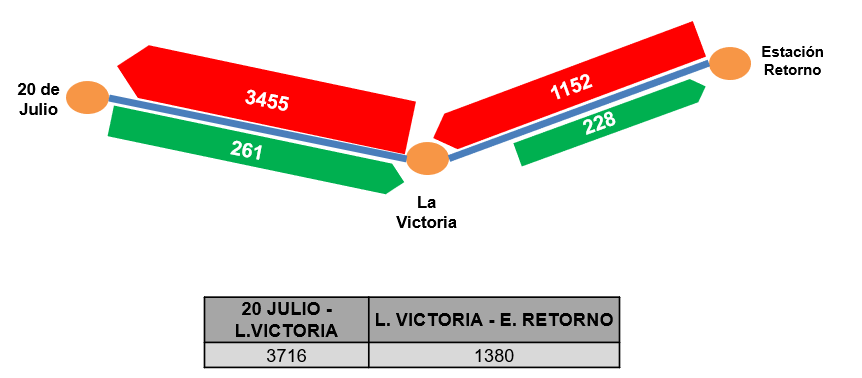 20 de
Julio
3455
261
La
Victoria
1152
228
Estación
Retorno
20 JULIO -
L.VICTORIA
L. VICTORIA - E. RETORNO
3716
1380